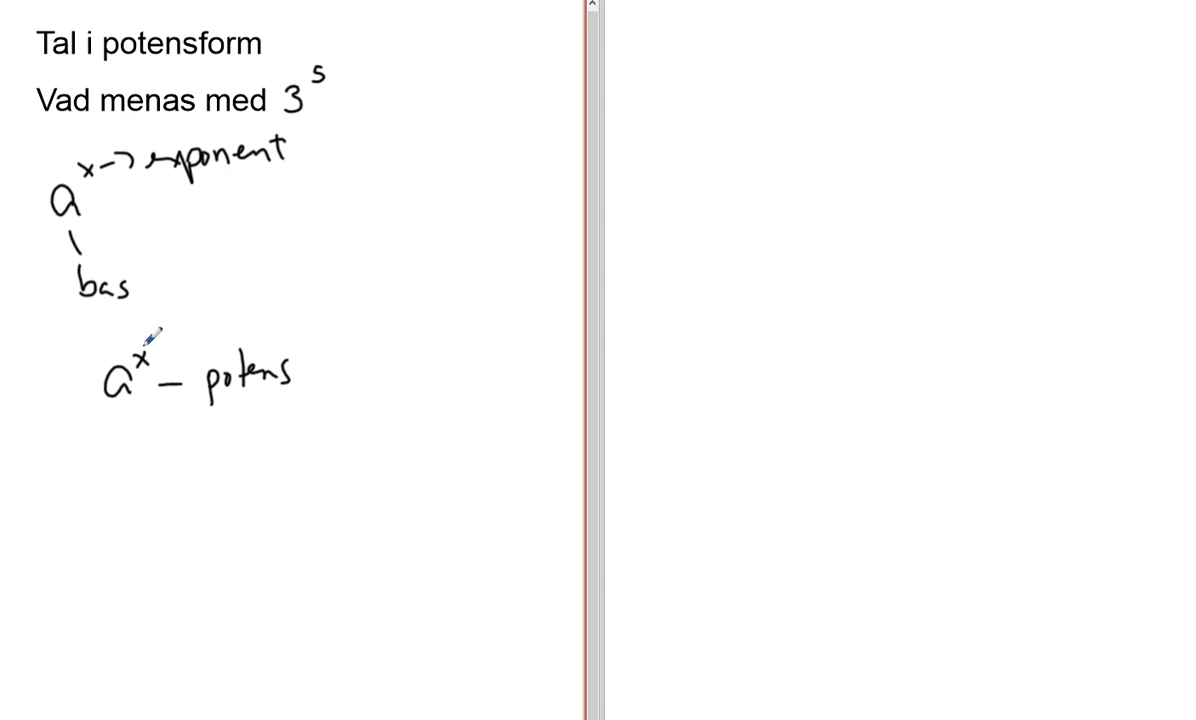 Tal i potensform
Vad menas med 3⁵
aˣ → exponent
bas
aˣ – potens